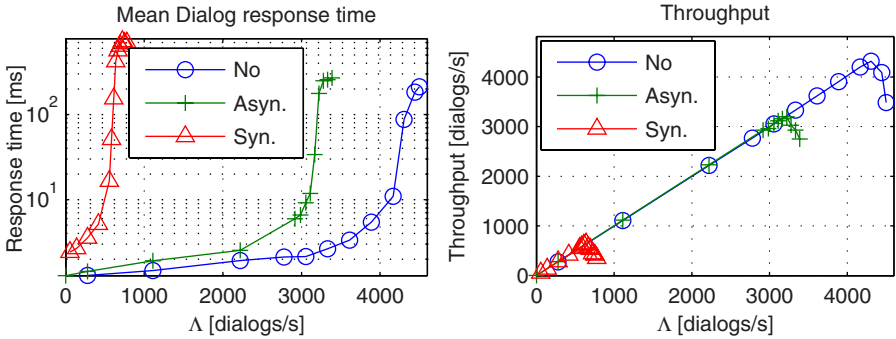 Mean Dialog response time
Response time [ms]
10^2
10^1
No
Asyn.
Syn.
0
1000
2000
3000
4000
Λ [dialogs/s]
Throughput
Throughput [dialogs/s]
4000
3000
2000
1000
0
No
Asyn.
Syn.
0
1000
2000
3000
4000
Λ [dialogs/s]